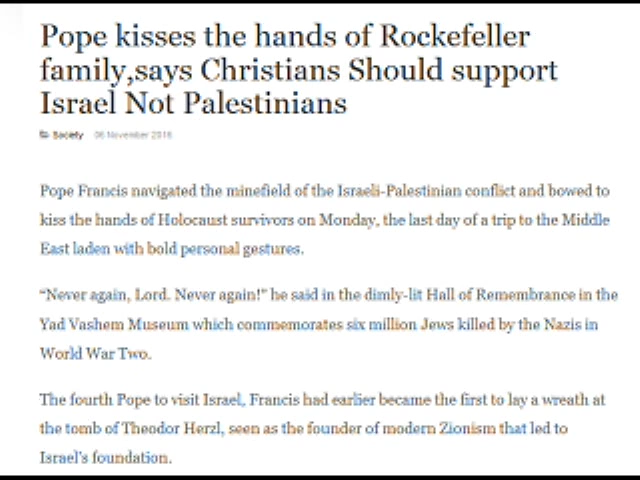 Pope kisses the hands of Rockefeller
family,says Christians Should support
Israel Not Palestinians
Society 06 November 2016
Pope Francis navigated the minefield of the Israeli-Palestinian conflict and bowed to
kiss the hands of Holocaust survivors on Monday, the last day of a trip to the Middle
East laden with bold personal gestures.
“Never again, Lord. Never again!” he said in the dimly-lit Hall of Remembrance in the
Yad Vashem Museum which commemorates six million Jews killed by the Nazis in
World War Two.
The fourth Pope to visit Israel, Francis had earlier became the first to lay a wreath at
the tomb of Theodor Herzl, seen as the founder of modern Zionism that led to
Israel's foundation.